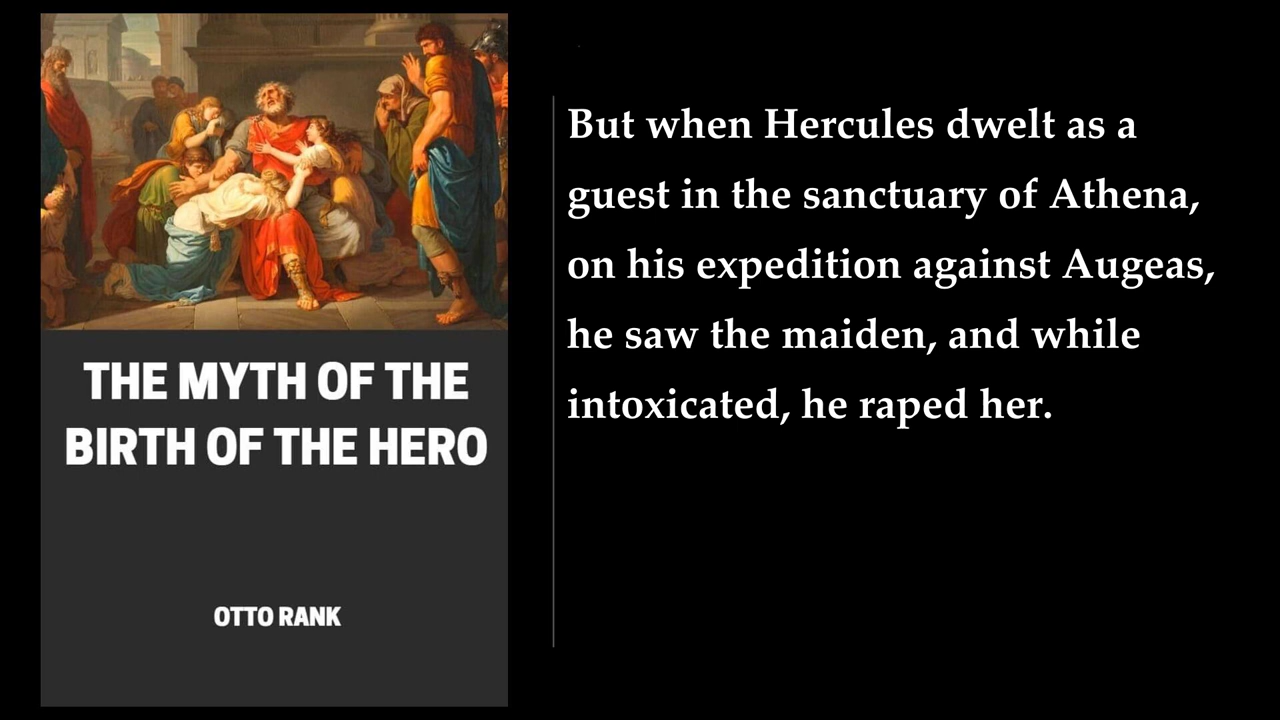 THE MYTH OF THE
BIRTH OF THE HERO
OTTO RANK
But when Hercules dwelt as a
guest in the sanctuary of Athena,
on his expedition against Augeas,
he saw the maiden, and while
intoxicated, he raped her.